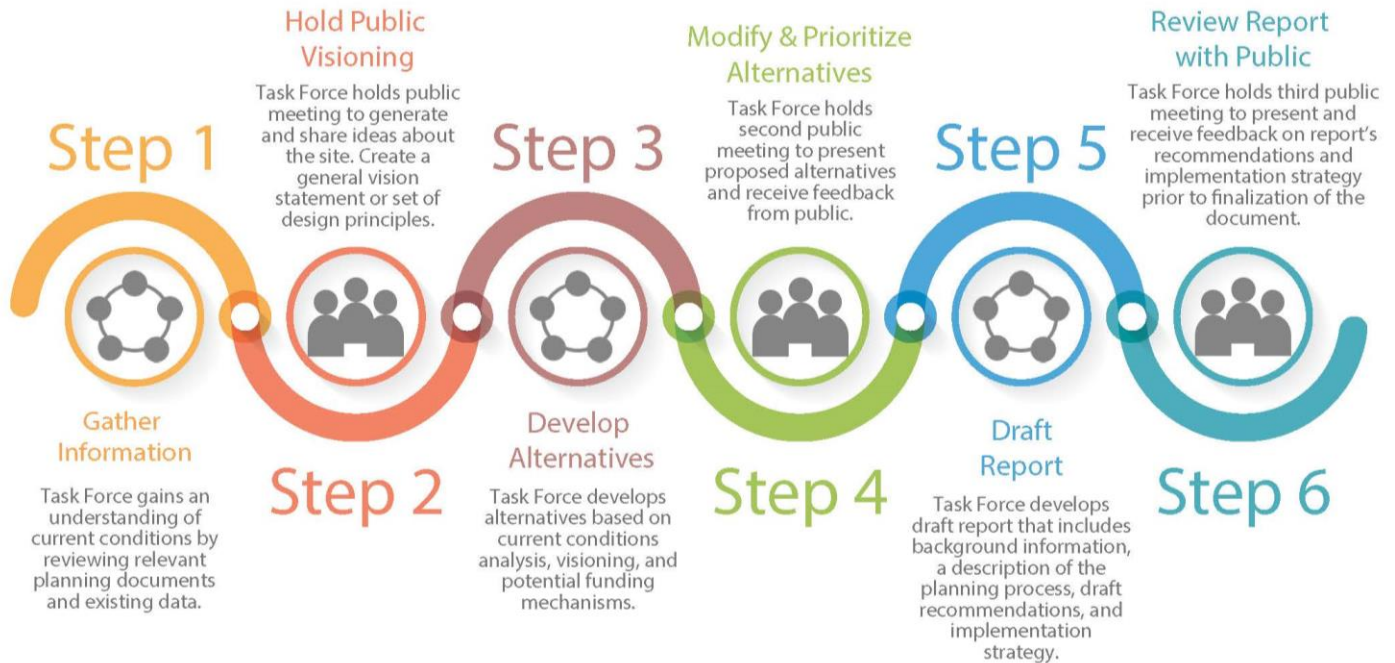 Step 1
Gather
Information
Task Force gains an
understanding of
current conditions by
reviewing relevant
planning documents
and existing data.
Hold Public
Visioning
Task Force holds public
meeting to generate
and share ideas about
the site. Create a
general vision
statement or set of
design principles.
Step 2
Step 3
Develop
Alternatives
Task Force develops
alternatives based on
current conditions
analysis, visioning, and
potential funding
mechanisms.
Modify & Prioritize
Alternatives
Task Force holds
second public
meeting to present
proposed alternatives
and receive feedback
from public.
Step 4
Step 5
Draft
Report
Task Force develops
draft report that includes
background information,
a description of the
planning process, draft
recommendations, and
implementation
strategy.
Review Report
with Public
Task Force holds third public
meeting to present and
receive feedback on report's
recommendations and
implementation strategy
prior to finalization of the
document.
Step 6